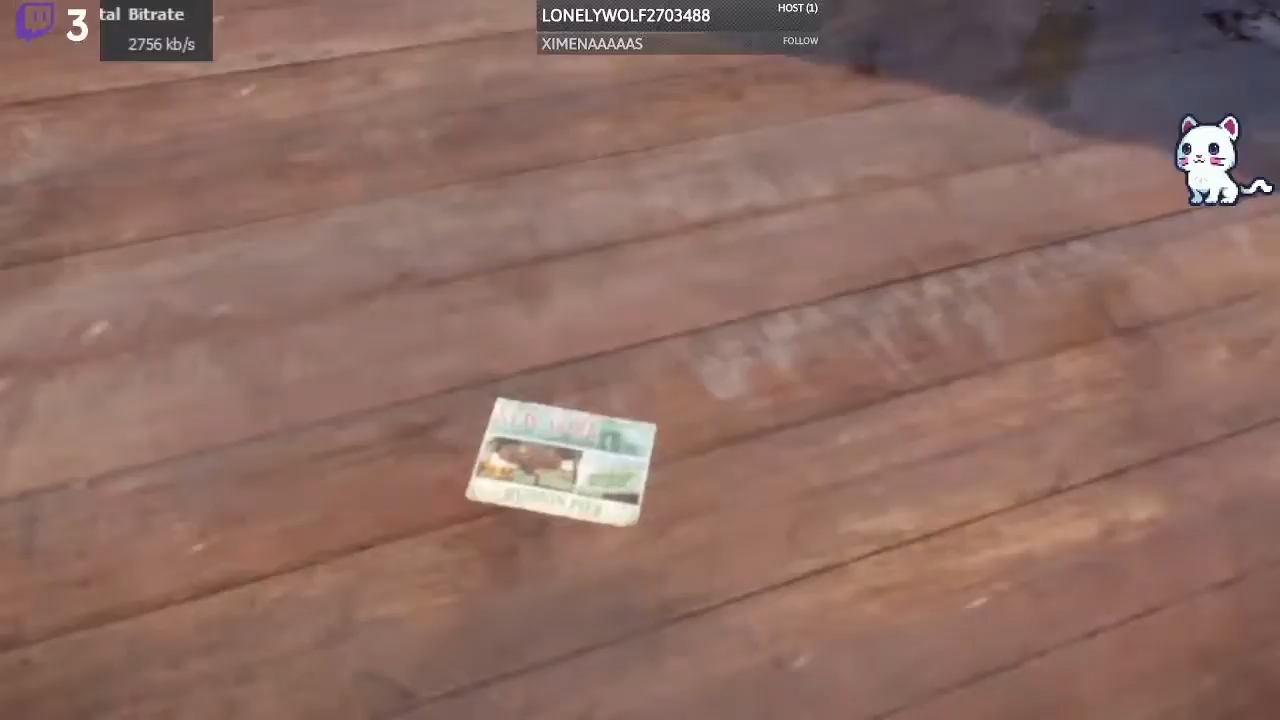 3
tal Bitrate
2756 kb/s
LONELYWOLF2703488
HOST (1)
XIMENAAAAAS
FOLLOW